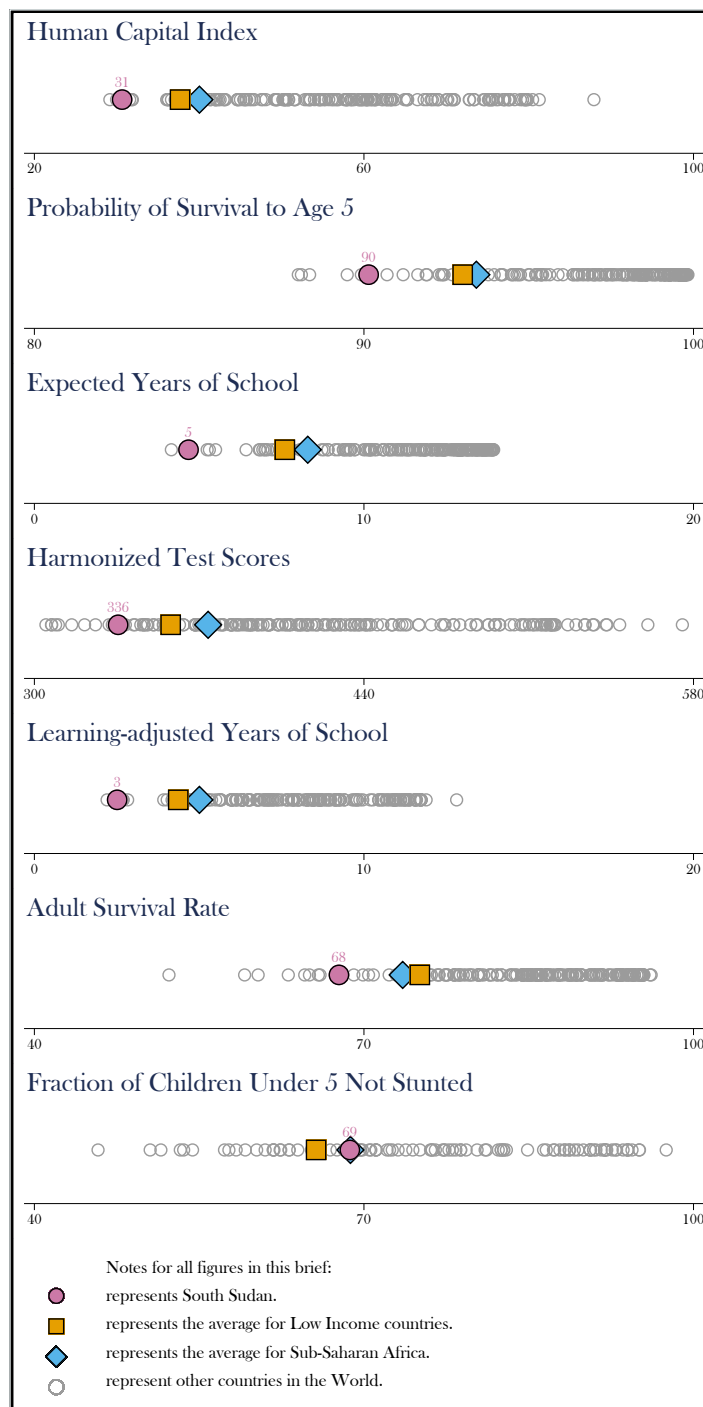 Human Capital Index
31
20 60 100
Probability of Survival to Age 5
90
80 90 100
Expected Years of School
5
0 10 20
Harmonized Test Scores
336
300 440 580
Learning-adjusted Years of School
3
0 10 20
Adult Survival Rate
68
40 70 100
Fraction of Children Under 5 Not Stunted
69
40 70 100
Notes for all figures in this brief:
represents South Sudan.
represents the average for Low Income countries.
represents the average for Sub-Saharan Africa.
represent other countries in the World.